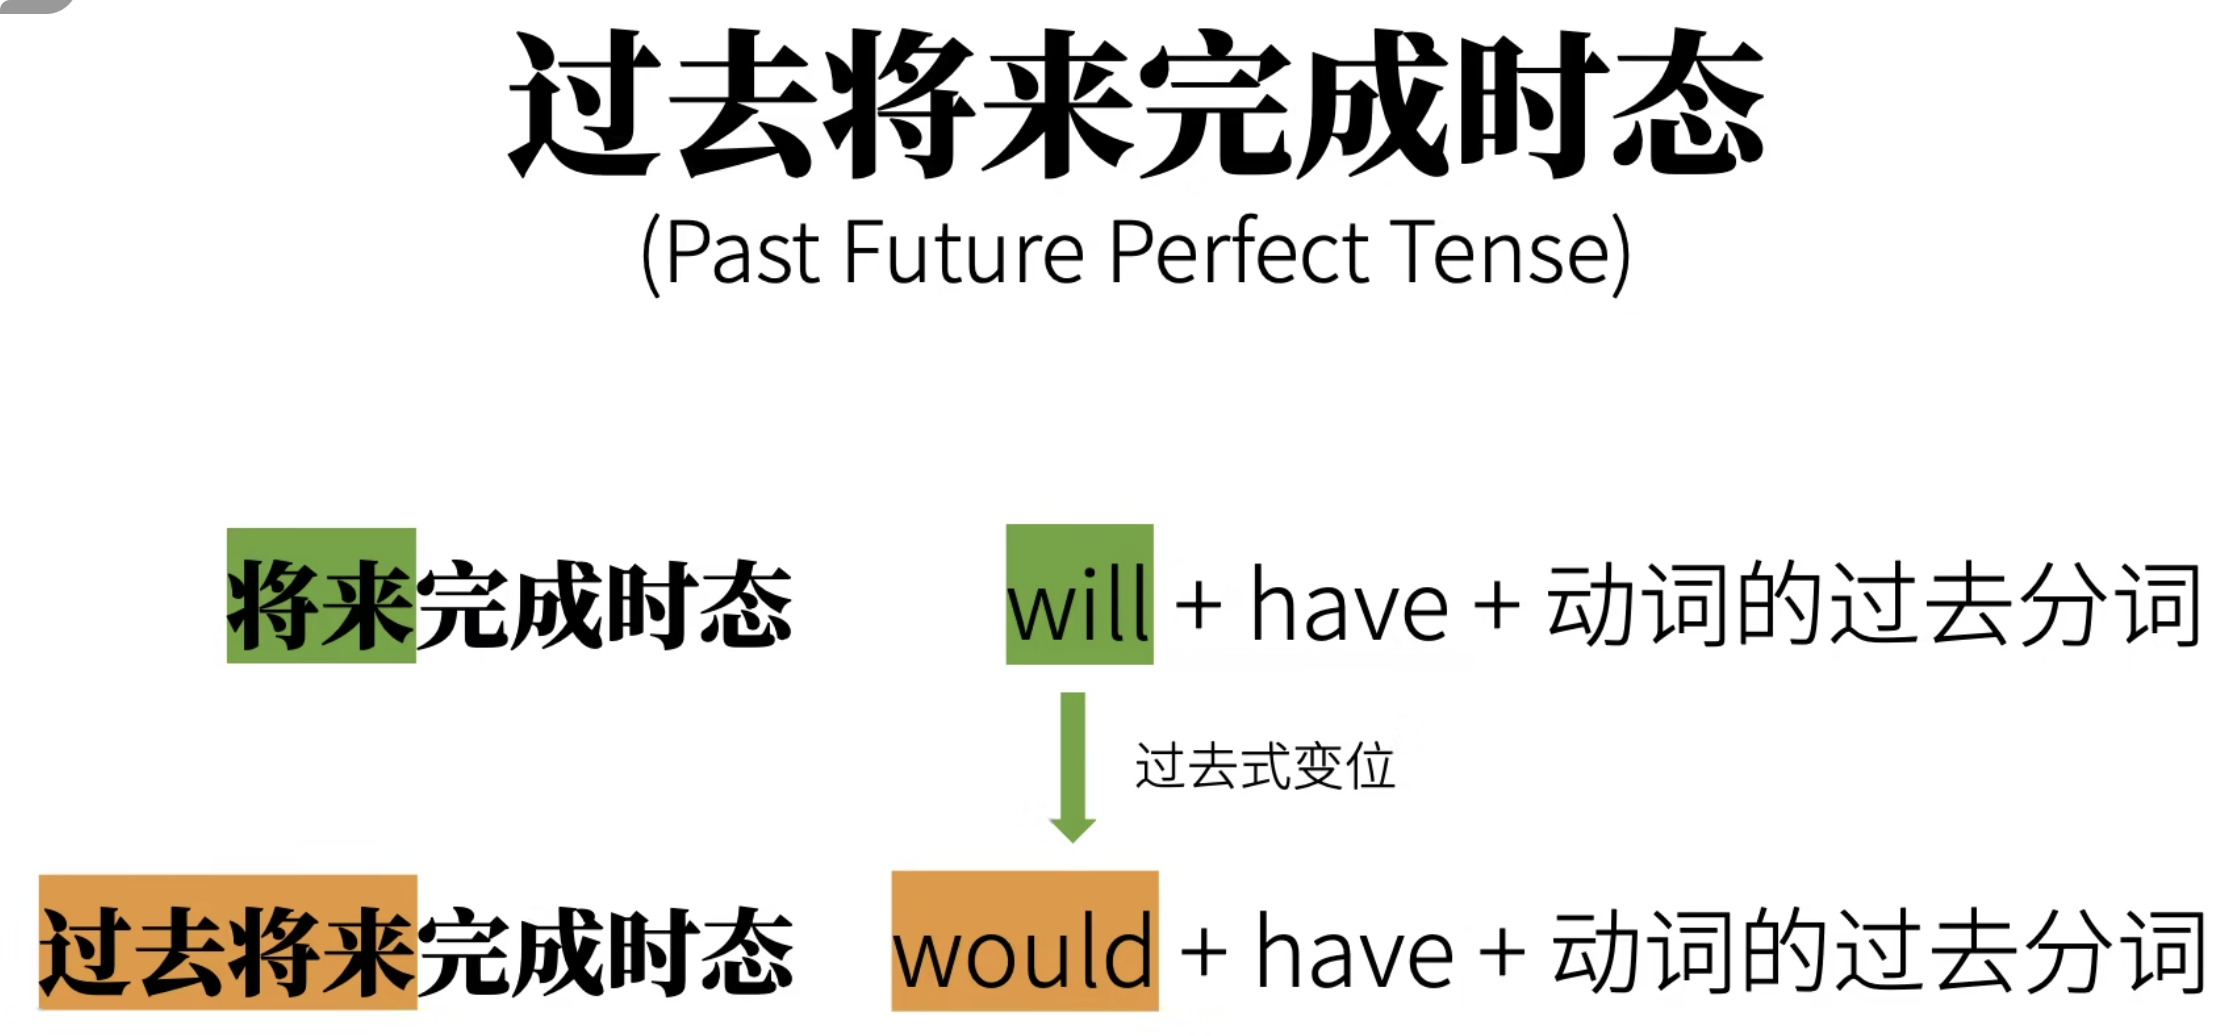 过去将来完成时态
(Past Future Perfect Tense)
将来完成时态 will + have + 动词的过去分词
过去式变位
过去将来完成时态 would + have + 动词的过去分词